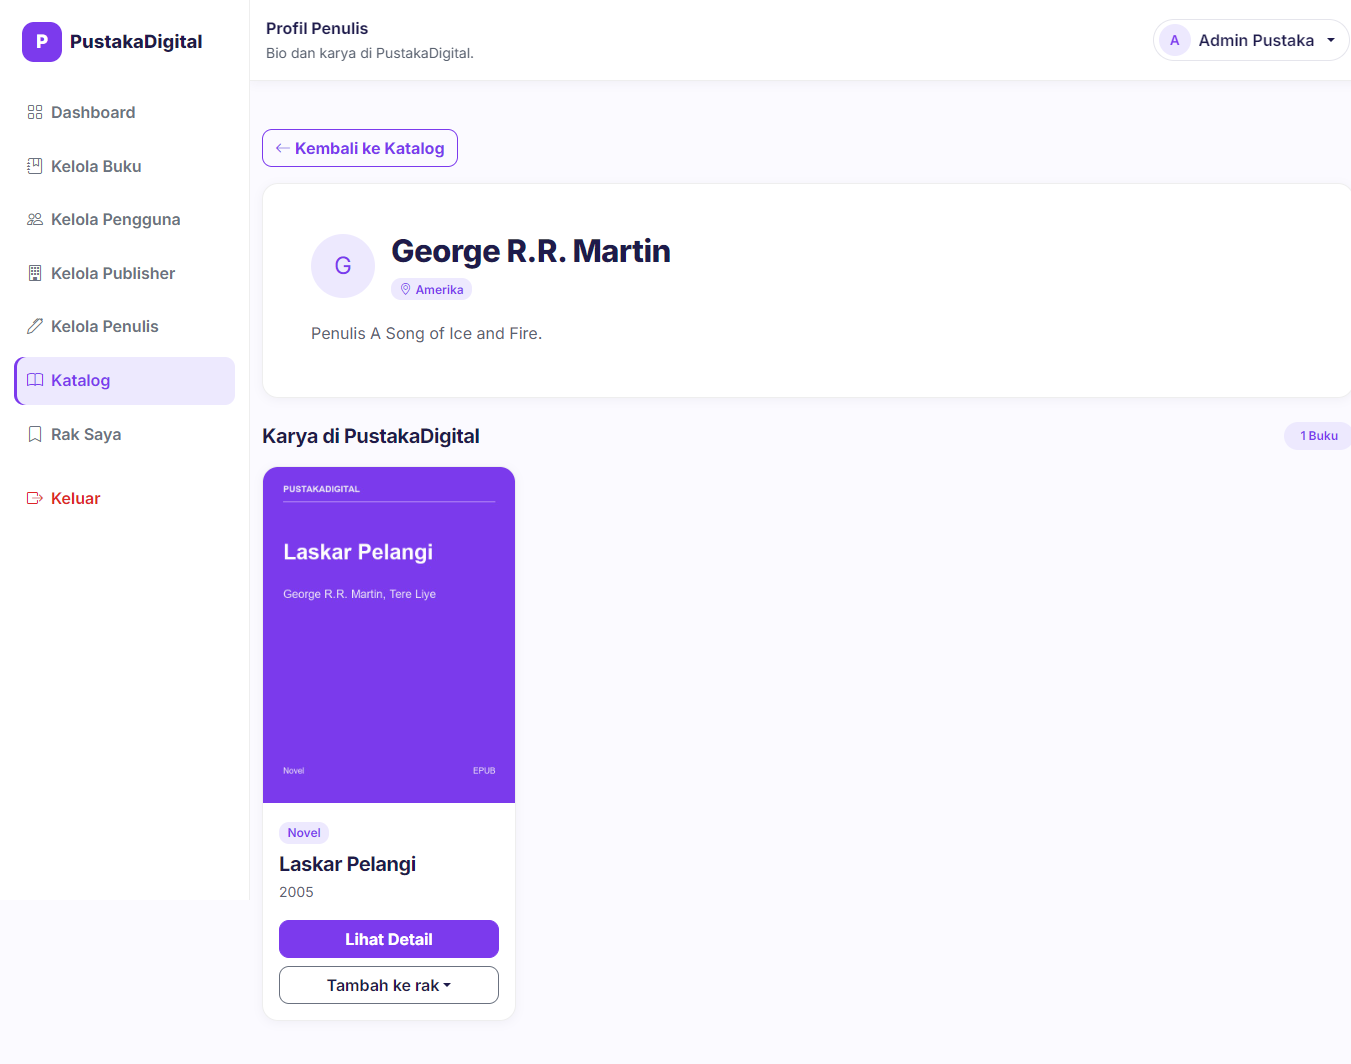 P PustakaDigital
Profil Penulis
Bio dan karya di PustakaDigital.
A Admin Pustaka
Dashboard
Kelola Buku
Kelola Pengguna
Kelola Publisher
Kelola Penulis
Katalog
Rak Saya
Keluar
← Kembali ke Katalog
G
George R.R. Martin
Amerika
Penulis A Song of Ice and Fire.
Karya di PustakaDigital
1 Buku
PUSTAKADIGITAL
Laskar Pelangi
George R.R. Martin, Tere Liye
Novel EPUB
Novel
Laskar Pelangi
2005
Lihat Detail
Tambah ke rak